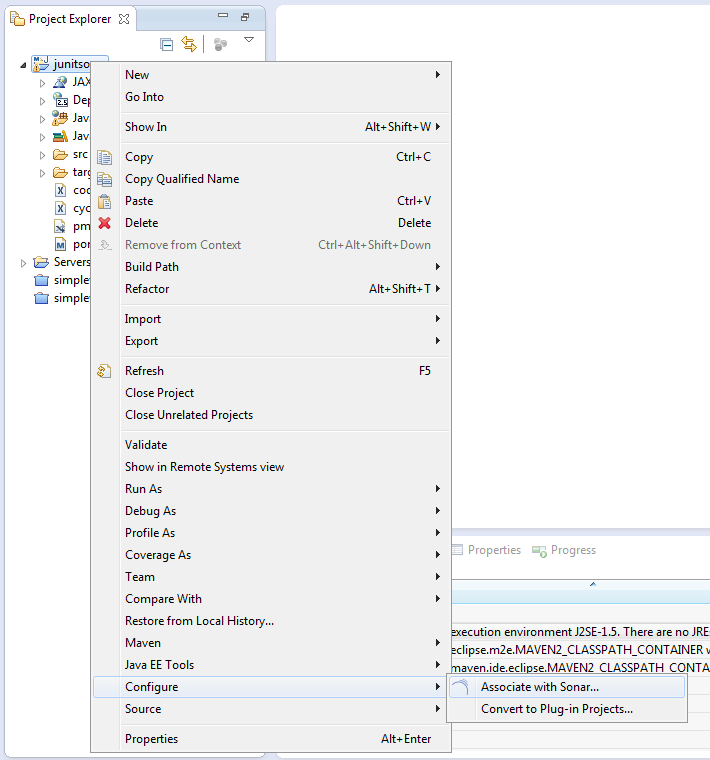 Project Explorer
junitso
JAX
Dep
Jav
Jav
src
targ
coo
cyc
pm
por
Servers
simple
simple
New
Go Into
Show In Alt+Shift+W
Copy Ctrl+C
Copy Qualified Name
Paste Ctrl+V
Delete Delete
Remove from Context Ctrl+Alt+Shift+Down
Build Path
Refactor Alt+Shift+T
Import
Export
Refresh F5
Close Project
Close Unrelated Projects
Validate
Show in Remote Systems view
Run As
Debug As
Profile As
Coverage As
Team
Compare With
Restore from Local History...
Maven
Java EE Tools
Configure
Source
Properties Alt+Enter
Associate with Sonar...
Convert to Plug-in Projects...
Properties Progress
execution environment J2SE-1.5. There are no JRE
eclipse.m2e.MAVEN2_CLASSPATH_CONTAINER
maven.ide.eclipse.MAVEN2_CLASSPATH_CONTA